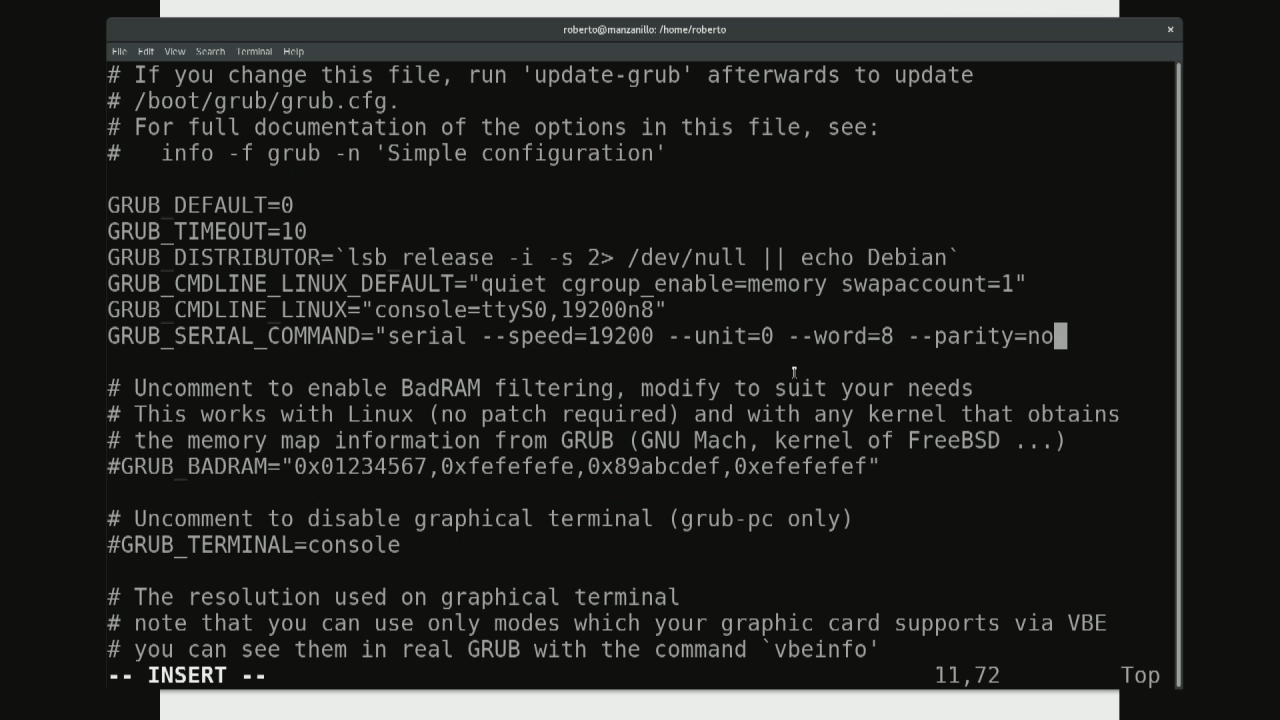 roberto@manzanillo: /home/roberto
×
File Edit View Search Terminal Help
# If you change this file, run 'update-grub' afterwards to update
# /boot/grub/grub.cfg.
# For full documentation of the options in this file, see:
#   info -f grub -n 'Simple configuration'
GRUB_DEFAULT=0
GRUB_TIMEOUT=10
GRUB_DISTRIBUTOR=`lsb_release -i -s 2> /dev/null || echo Debian`
GRUB_CMDLINE_LINUX_DEFAULT="quiet cgroup_enable=memory swapaccount=1"
GRUB_CMDLINE_LINUX="console=ttyS0,19200n8"
GRUB_SERIAL_COMMAND="serial --speed=19200 --unit=0 --word=8 --parity=no
# Uncomment to enable BadRAM filtering, modify to suit your needs
# This works with Linux (no patch required) and with any kernel that obtains
# the memory map information from GRUB (GNU Mach, kernel of FreeBSD ...)
#GRUB_BADRAM="0x01234567,0xfefefefe,0x89abcdef,0xefefefef"
# Uncomment to disable graphical terminal (grub-pc only)
#GRUB_TERMINAL=console
# The resolution used on graphical terminal
# note that you can use only modes which your graphic card supports via VBE
# you can see them in real GRUB with the command `vbeinfo'
-- INSERT -- 11,72 Top